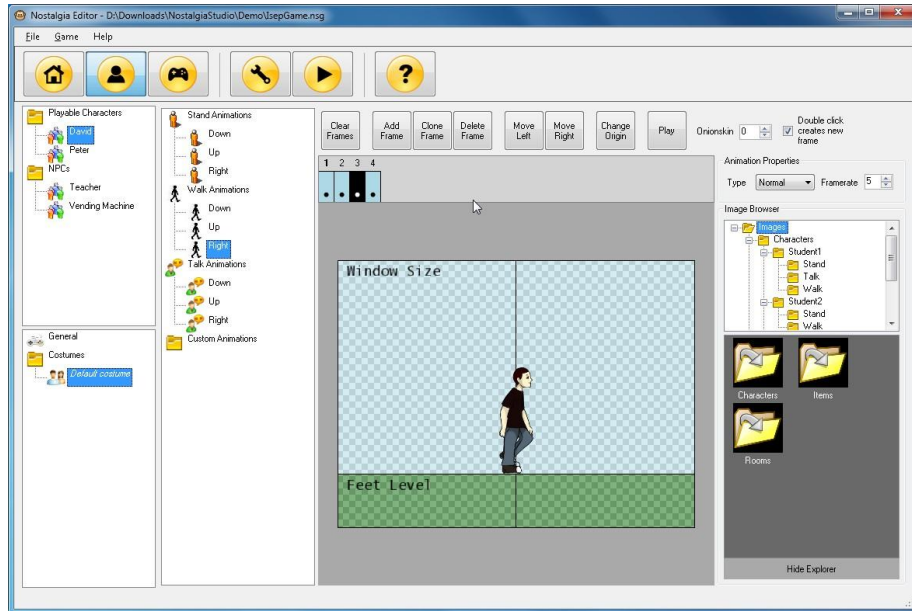 Nostalgia Editor - D:\Downloads\NostalgiaStudio\Demo\IsepGame.nsg
File Game Help
Playable Characters
David
Peter
NPCs
Teacher
Vending Machine
General
Costumes
Default costume
Stand Animations
Down
Up
Right
Walk Animations
Down
Up
Right
Talk Animations
Down
Up
Right
Custom Animations
Clear Frames
Add Frame
Clone Frame
Delete Frame
Move Left
Move Right
Change Origin
Play
Onionskin 0
Double click creates new frame
1 2 3 4
Window Size
Feet Level
Animation Properties
Type Normal Framerate 5
Image Browser
Images
Characters
Student1
Stand
Talk
Walk
Student2
Stand
Walk
Characters
Items
Rooms
Hide Explorer